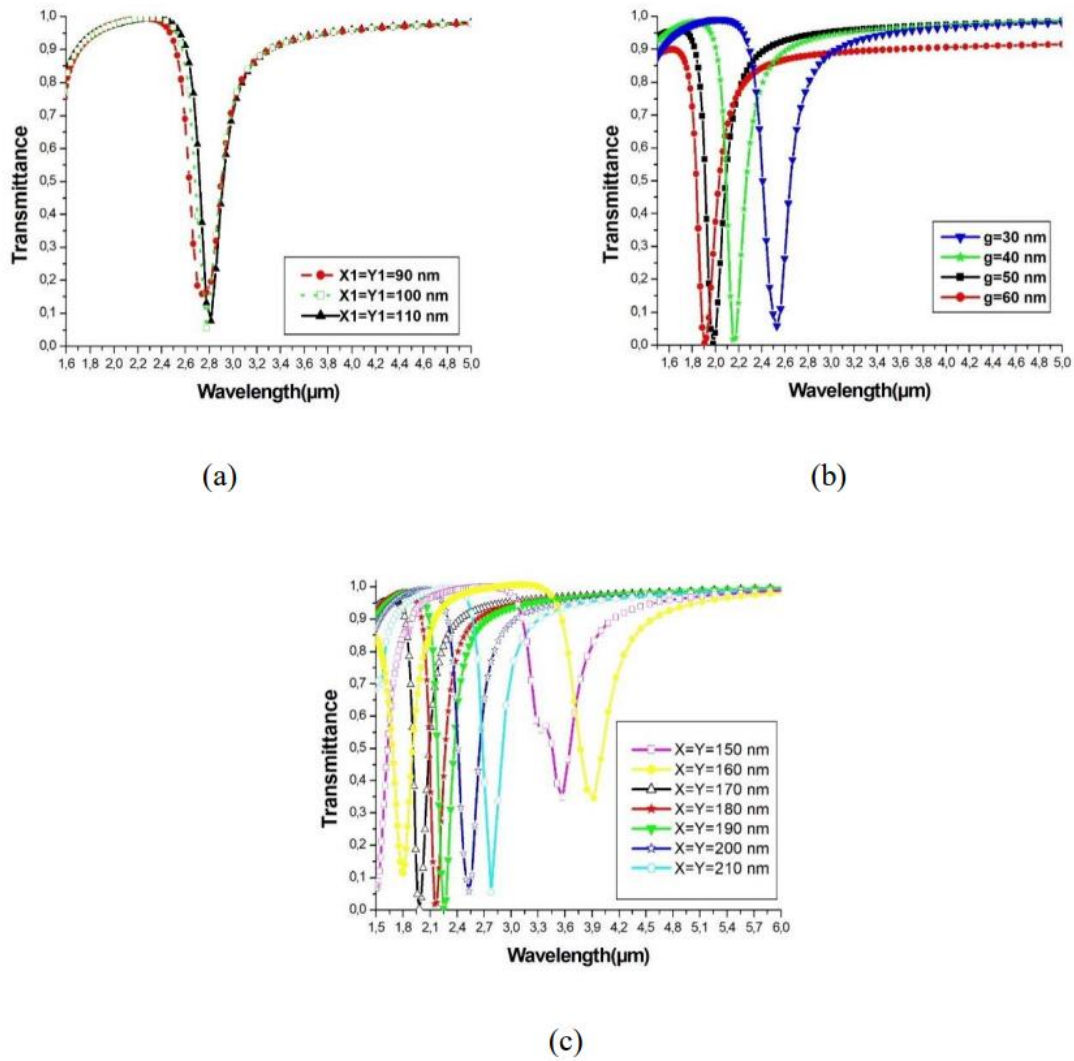 1,0
0,9
0,8
0,7
0,6
0,5
0,4
0,3
0,2
0,1
0,0
Transmittance
X1=Y1=90 nm
X1=Y1=100 nm
X1=Y1=110 nm
1,6 1,8 2,0 2,2 2,4 2,6 2,8 3,0 3,2 3,4 3,6 3,8 4,0 4,2 4,4 4,6 4,8 5,0
Wavelength(μm)
(a)
1,0
0,9
0,8
0,7
0,6
0,5
0,4
0,3
0,2
0,1
0,0
Transmittance
g=30 nm
g=40 nm
g=50 nm
g=60 nm
1,6 1,8 2,0 2,2 2,4 2,6 2,8 3,0 3,2 3,4 3,6 3,8 4,0 4,2 4,4 4,6 4,8 5,0
Wavelength(μm)
(b)
1,0
0,9
0,8
0,7
0,6
0,5
0,4
0,3
0,2
0,1
0,0
Transmittance
X=Y=150 nm
X=Y=160 nm
X=Y=170 nm
X=Y=180 nm
X=Y=190 nm
X=Y=200 nm
X=Y=210 nm
1,5 1,8 2,1 2,4 2,7 3,0 3,3 3,6 3,9 4,2 4,5 4,8 5,1 5,4 5,7 6,0
Wavelength(μm)
(c)